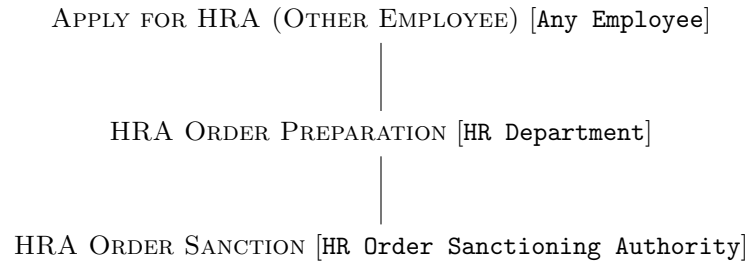 APPLY FOR HRA (OTHER EMPLOYEE) [Any Employee]
HRA ORDER PREPARATION [HR Department]
HRA ORDER SANCTION [HR Order Sanctioning Authority]